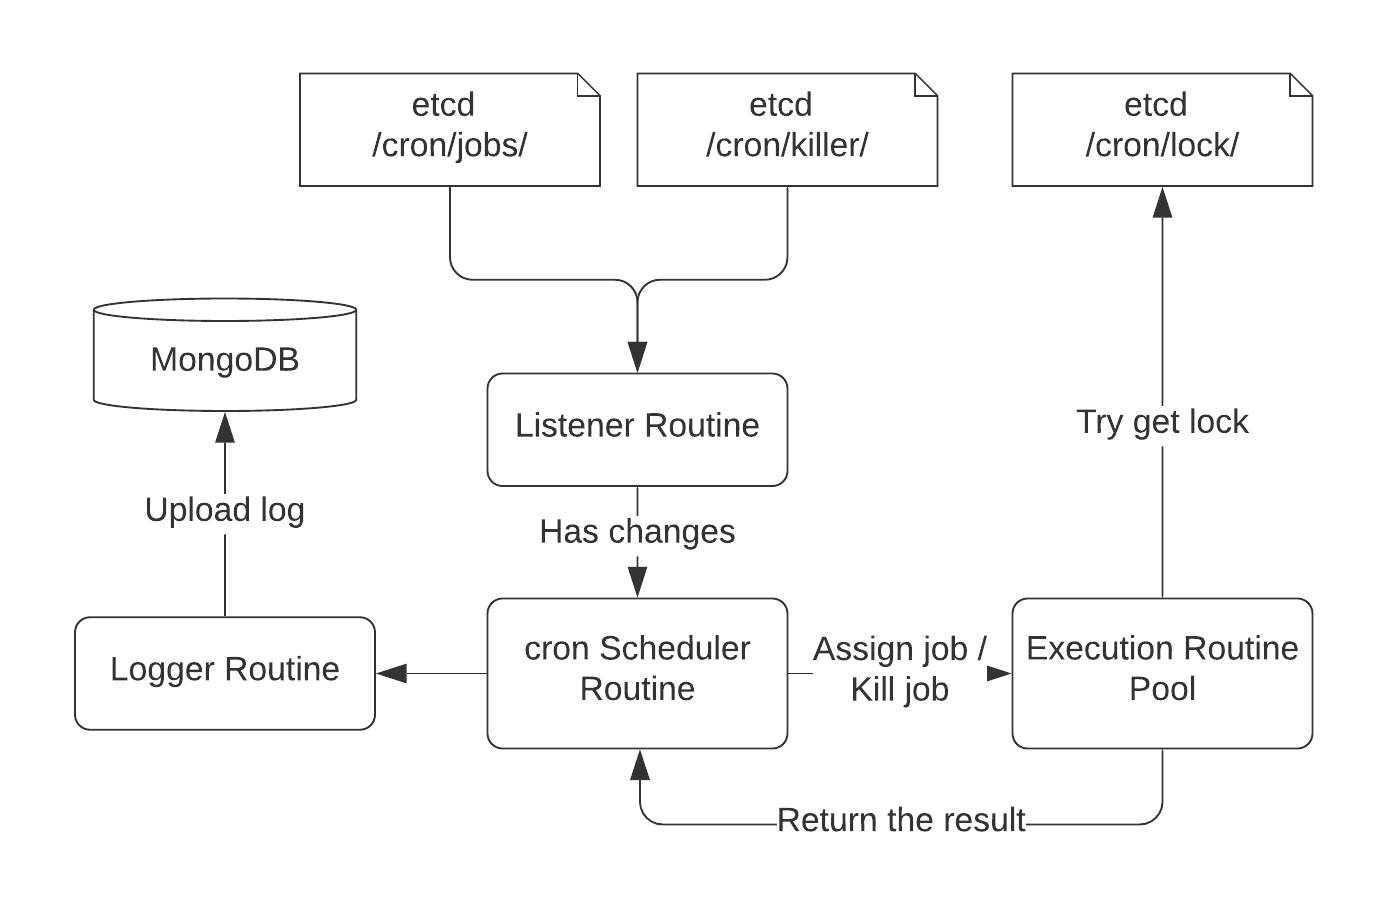 etcd
/cron/jobs/
etcd
/cron/killer/
etcd
/cron/lock/
MongoDB
Listener Routine
Try get lock
Upload log
Has changes
Logger Routine
cron Scheduler
Routine
Assign job /
Kill job
Execution Routine
Pool
Return the result